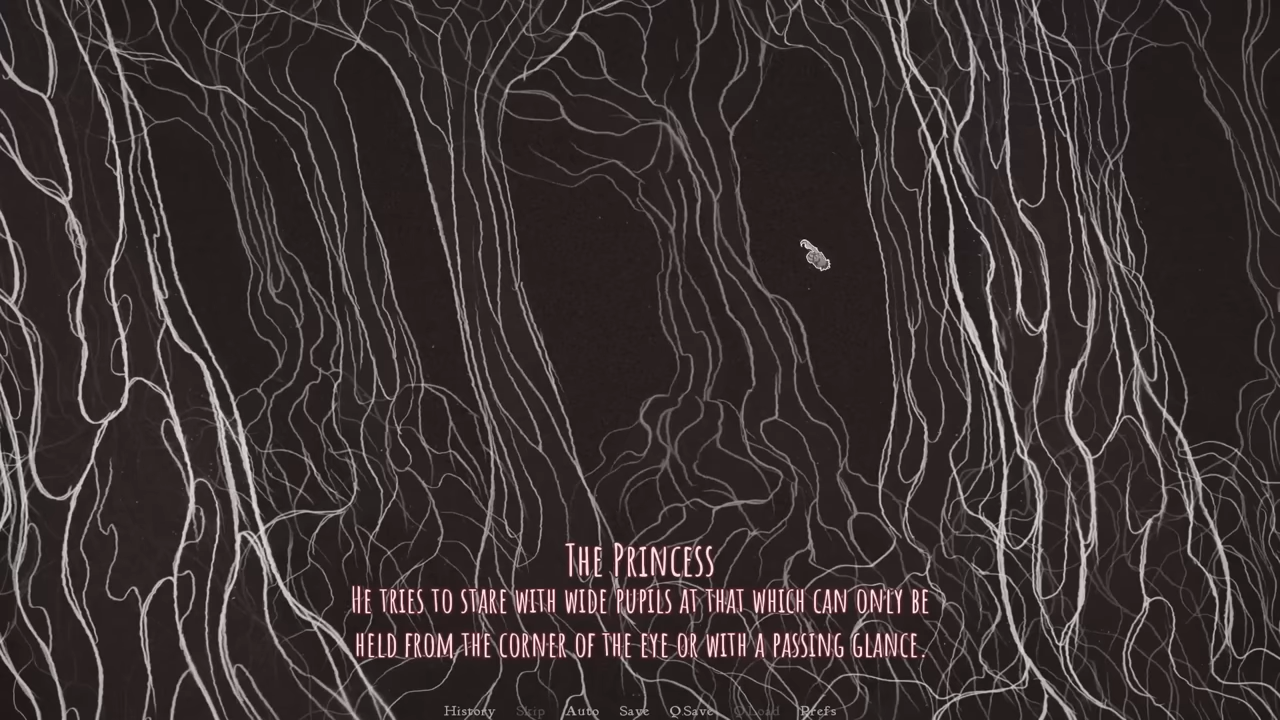 The Princess
He tries to stare with wide pupils at that which can only be
held from the corner of the eye or with a passing glance.
History Skip Auto Save Q.Save Q.Load Prefs